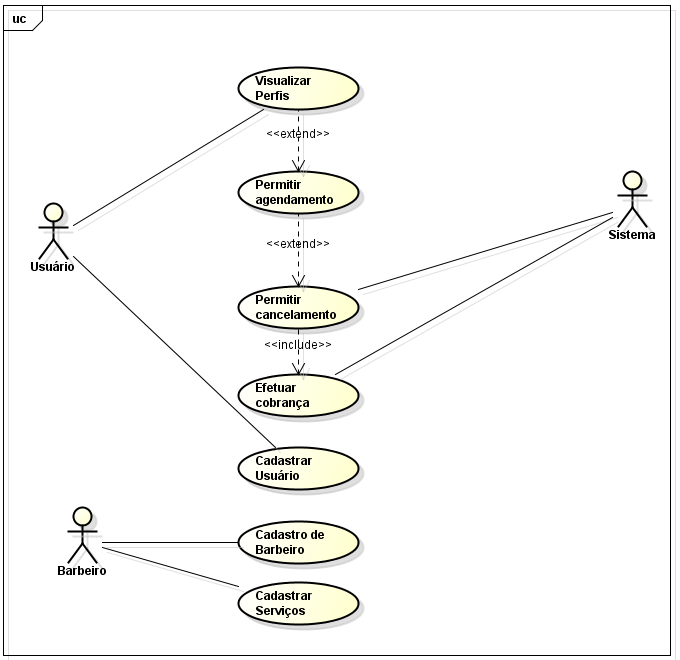 uc
Visualizar
Perfis
<<extend>>
Permitir
agendamento
Sistema
<<extend>>
Usuário
Permitir
cancelamento
<<include>>
Efetuar
cobrança
Cadastrar
Usuário
Cadastro de
Barbeiro
Barbeiro
Cadastrar
Serviços